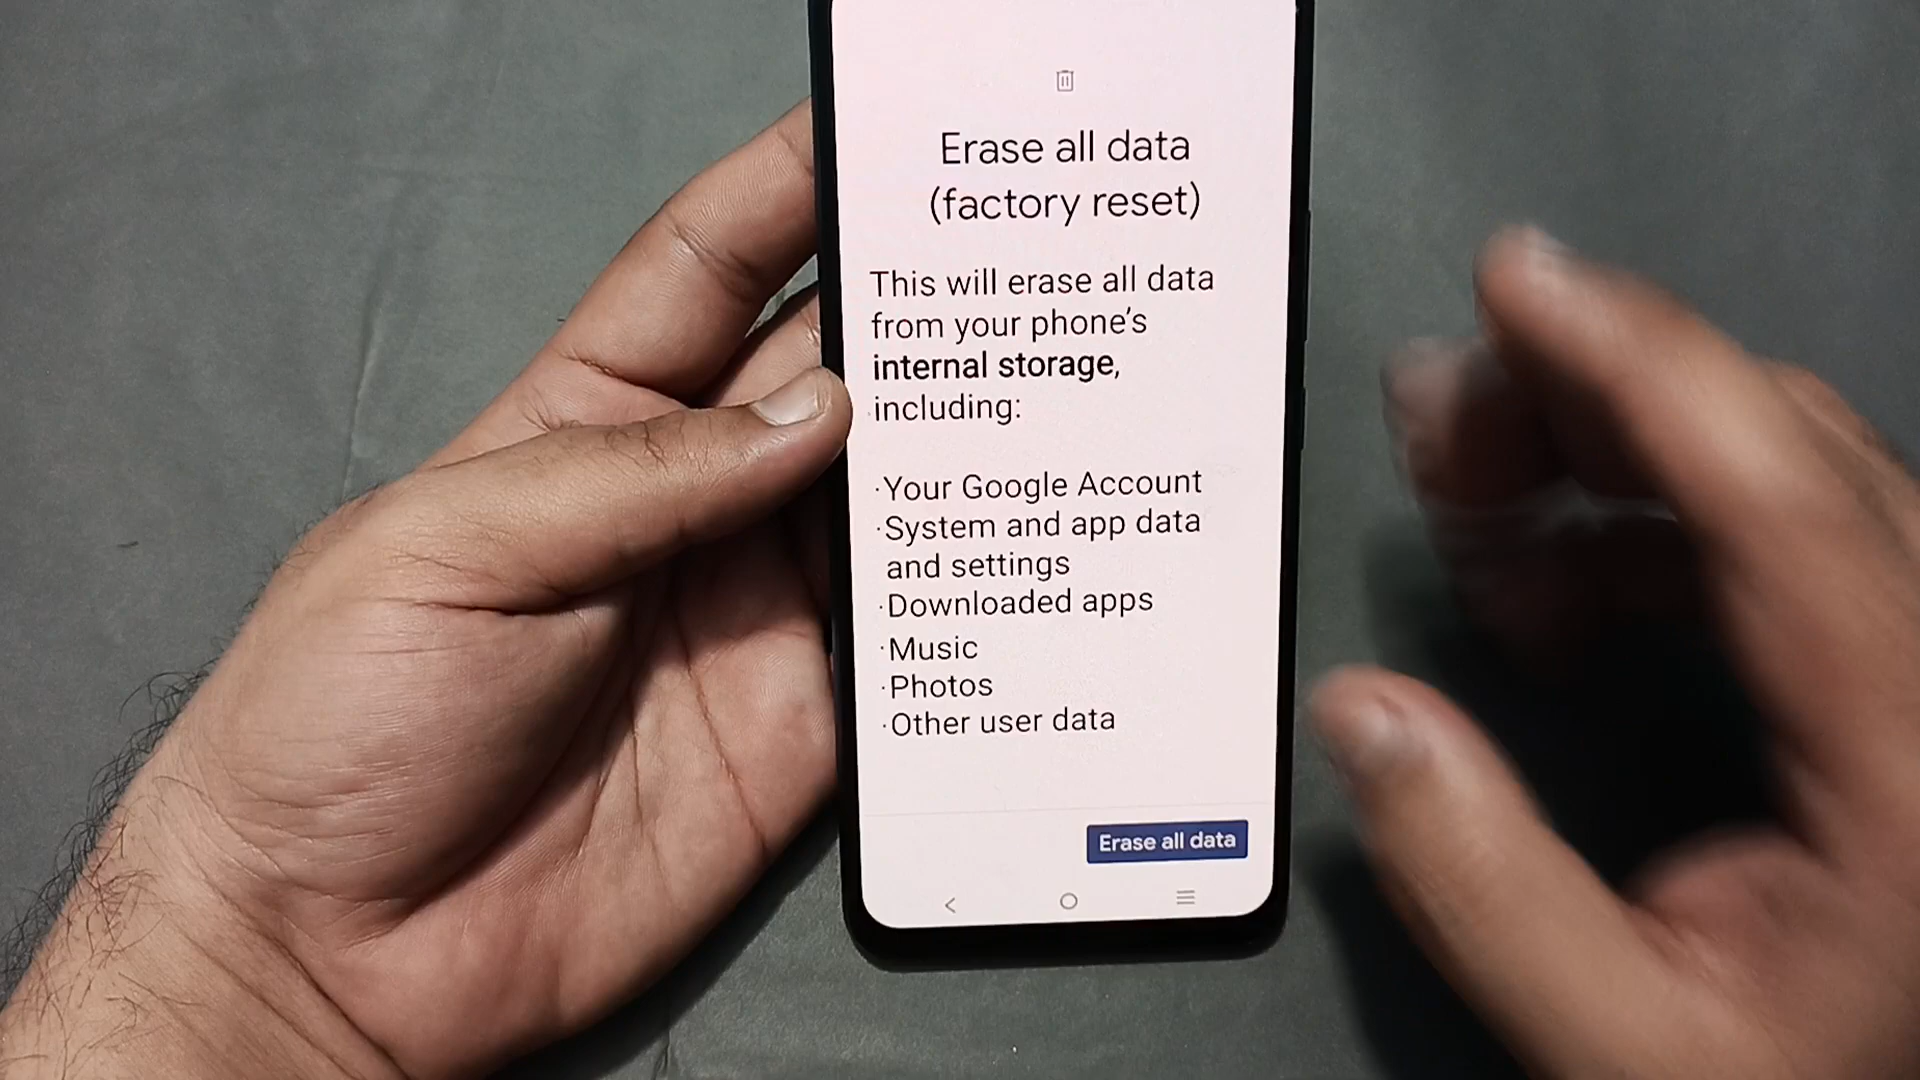 Erase all data
(factory reset)
This will erase all data
from your phone's
internal storage,
including:
·Your Google Account
·System and app data
and settings
·Downloaded apps
·Music
·Photos
·Other user data
Erase all data